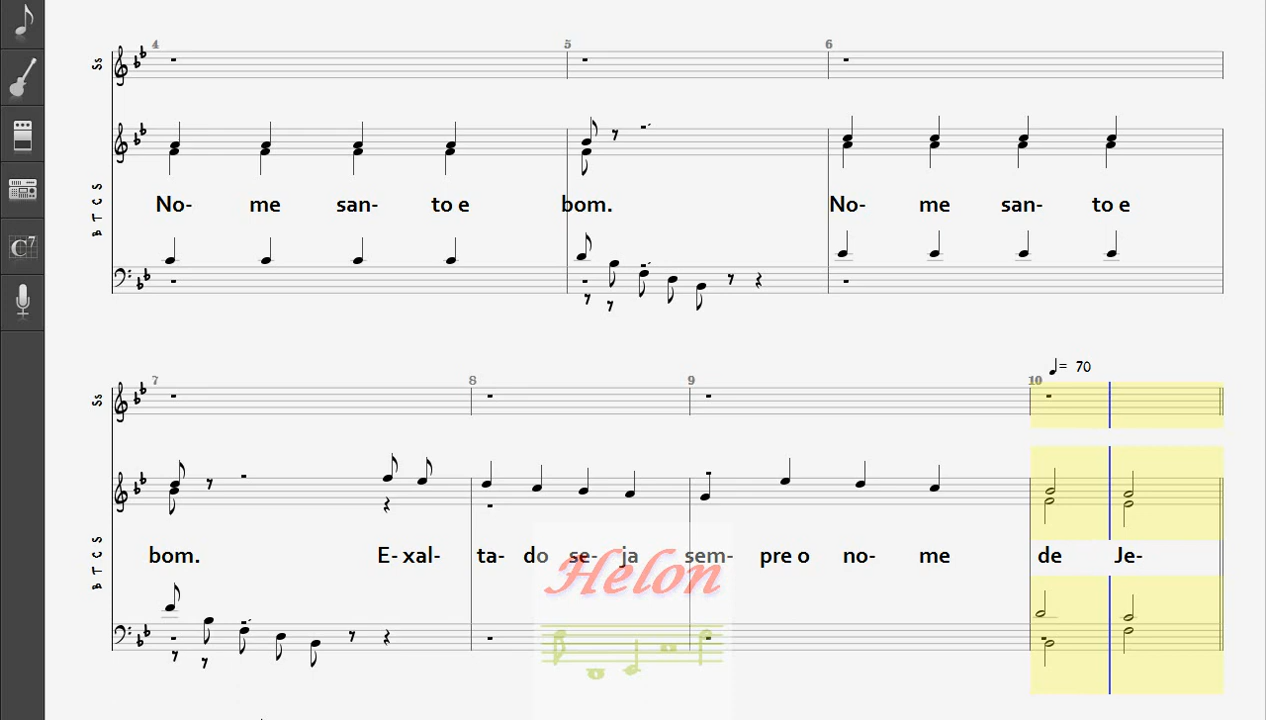 4 5 6
Ss
B T C S
No- me san- to e bom. No- me san- to e
C7
= 70
7 8 9 10
Ss
B T C S
bom. E- xal- ta- do se- ja sem- pre o no- me de Je-
Helon